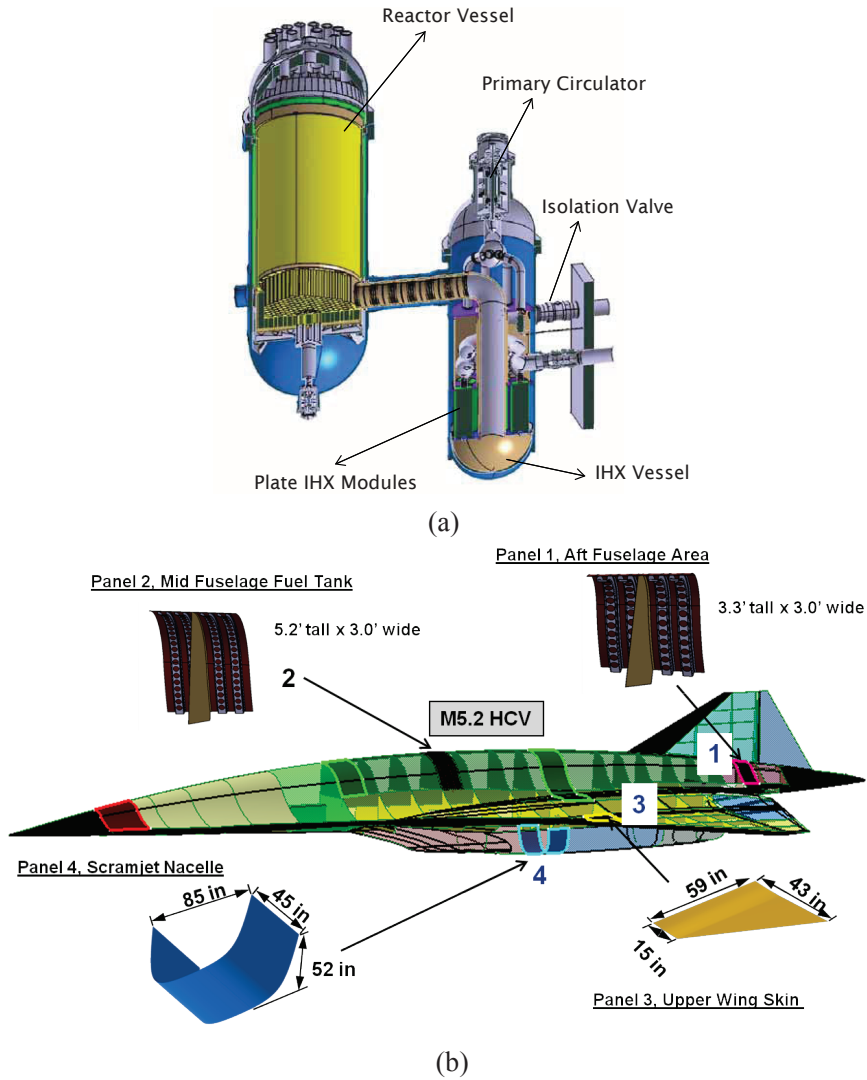 Reactor Vessel
Primary Circulator
Isolation Valve
Plate IHX Modules
IHX Vessel
(a)
Panel 1, Aft Fuselage Area
Panel 2, Mid Fuselage Fuel Tank
3.3' tall x 3.0' wide
5.2' tall x 3.0' wide
2
M5.2 HCV
1
3
Panel 4, Scramjet Nacelle
4
85 in
45 in
52 in
59 in
43 in
15 in
Panel 3, Upper Wing Skin
(b)